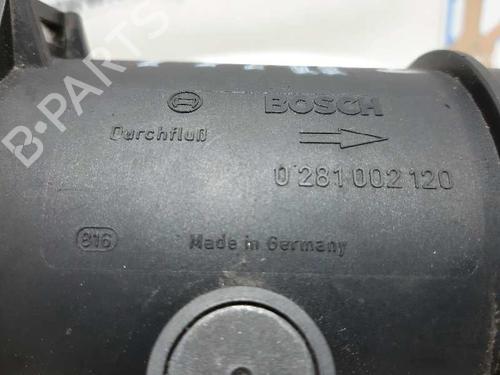 BOSCH
Durchfluß
0 281 002 120
816
Made in Germany
B-PARTS